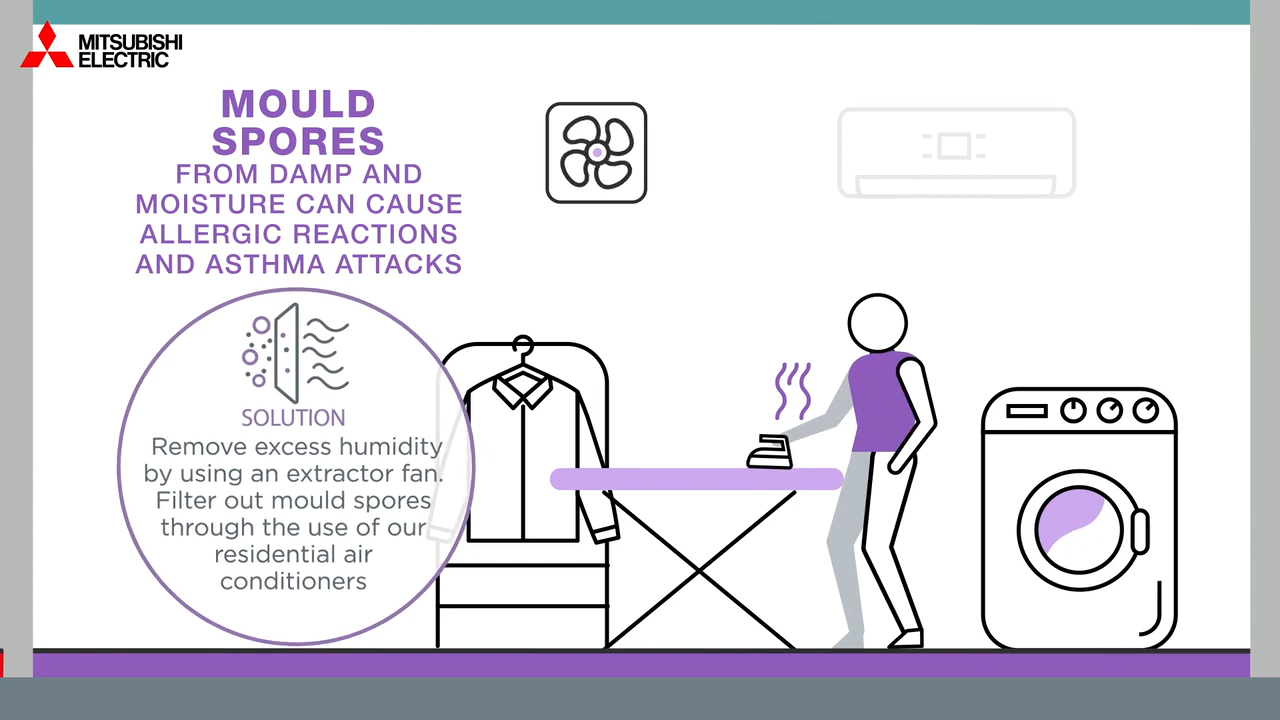 MITSUBISHI
ELECTRIC
MOULD
SPORES
FROM DAMP AND
MOISTURE CAN CAUSE
ALLERGIC REACTIONS
AND ASTHMA ATTACKS
SOLUTION
Remove excess humidity
by using an extractor fan.
Filter out mould spores
through the use of our
residential air
conditioners